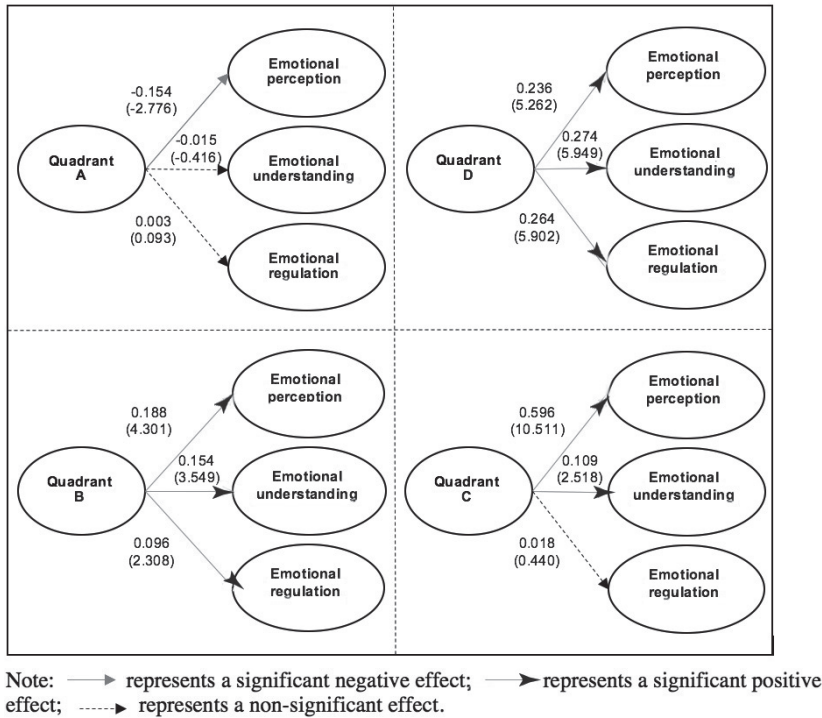 Emotional
perception
-0.154
(-2.776)
-0.015
(-0.416)
Quadrant
A
Emotional
understanding
0.003
(0.093)
Emotional
regulation
Emotional
perception
0.236
(5.262)
0.274
(5.949)
Quadrant
D
Emotional
understanding
0.264
(5.902)
Emotional
regulation
Emotional
perception
0.188
(4.301)
0.154
(3.549)
Quadrant
B
Emotional
understanding
0.096
(2.308)
Emotional
regulation
Emotional
perception
0.596
(10.511)
0.109
(2.518)
Quadrant
C
Emotional
understanding
0.018
(0.440)
Emotional
regulation
Note: represents a significant negative effect; represents a significant positive
effect; represents a non-significant effect.